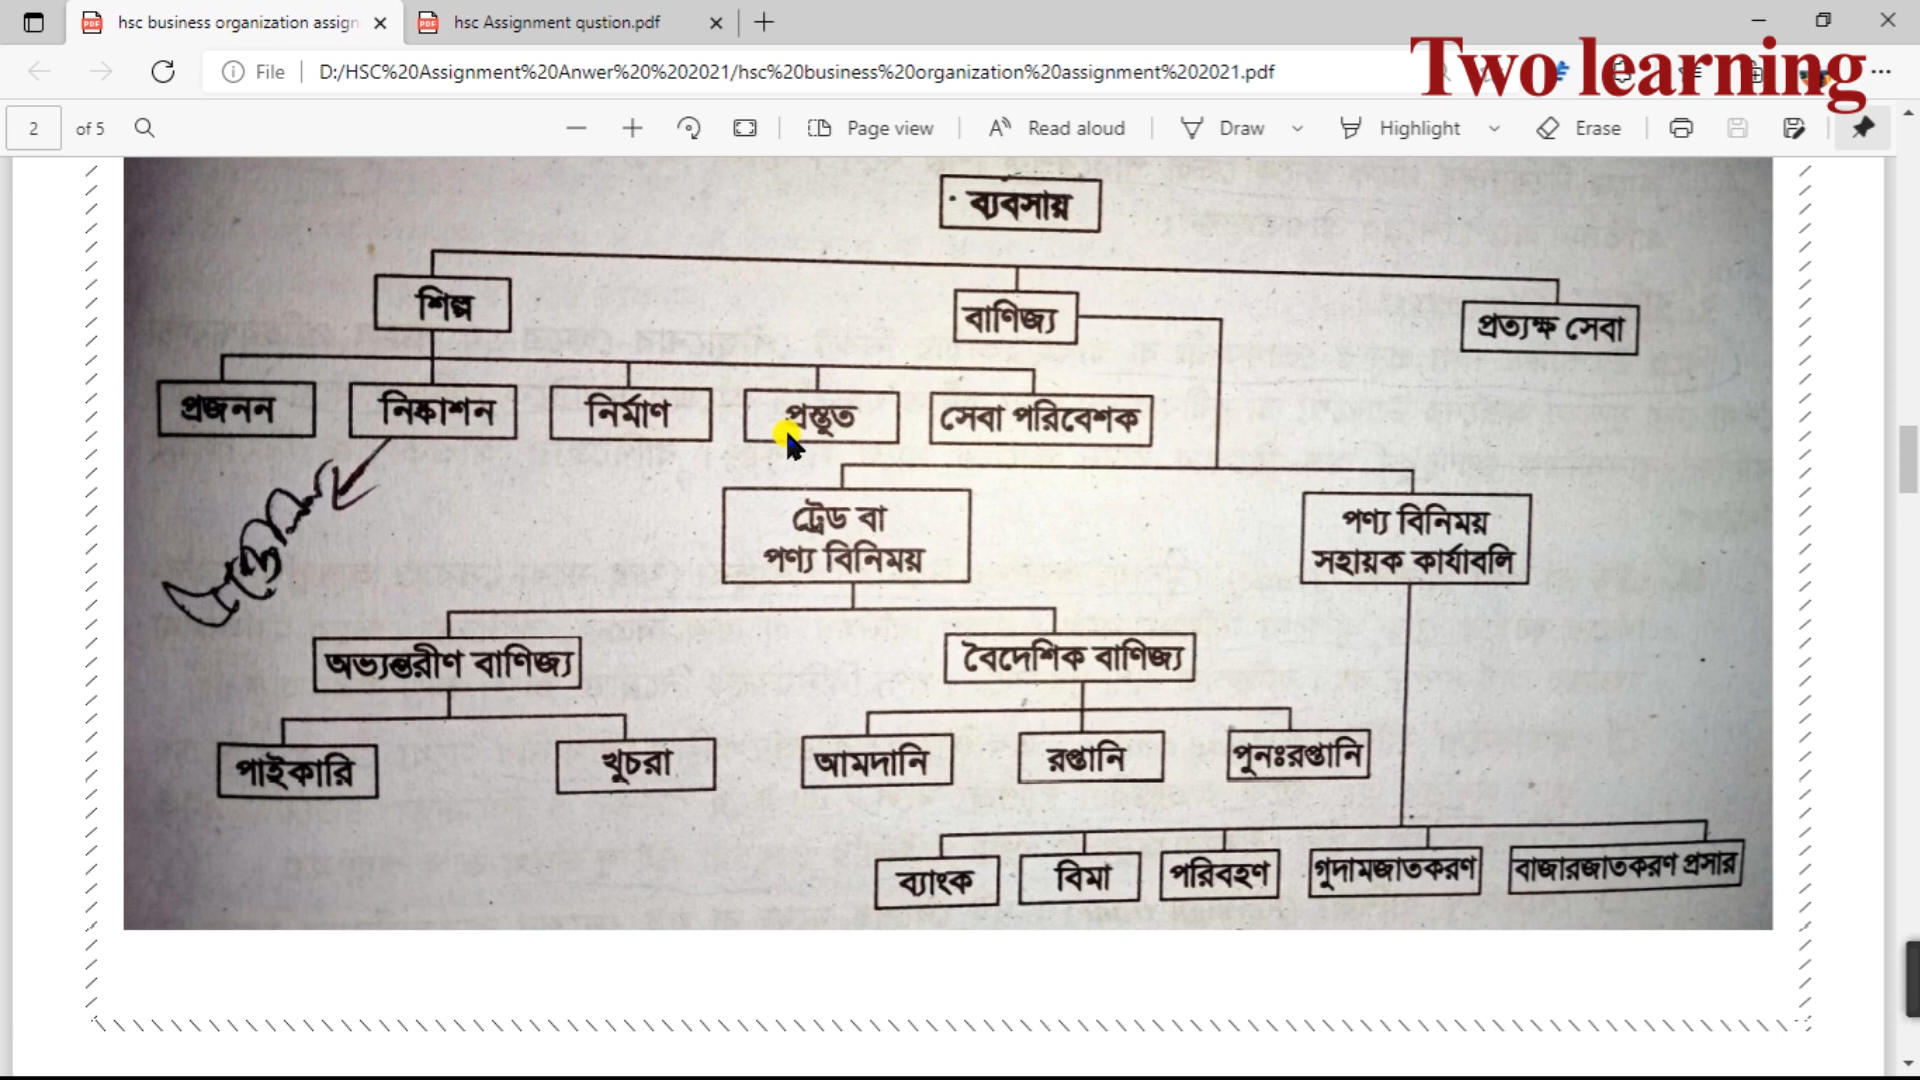 hsc business organization assign
hsc Assignment qustion.pdf
File
D:/HSC%20Assignment%20Anwer%20%202021/hsc%20business%20organization%20assignment%202021.pdf
Two learning
2 of 5
Page view
Read aloud
Draw
Highlight
Erase
ব্যবসায়
শিল্প
বাণিজ্য
প্রত্যক্ষ সেবা
প্রজনন
নিষ্কাশন
নির্মাণ
প্রস্তুত
সেবা পরিবেশক
ট্রেড বা
পণ্য বিনিময়
পণ্য বিনিময়
সহায়ক কার্যাবলি
অভ্যন্তরীণ বাণিজ্য
বৈদেশিক বাণিজ্য
পাইকারি
খুচরা
আমদানি
রপ্তানি
পুনঃরপ্তানি
ব্যাংক
বিমা
পরিবহণ
গুদামজাতকরণ
বাজারজাতকরণ প্রসার